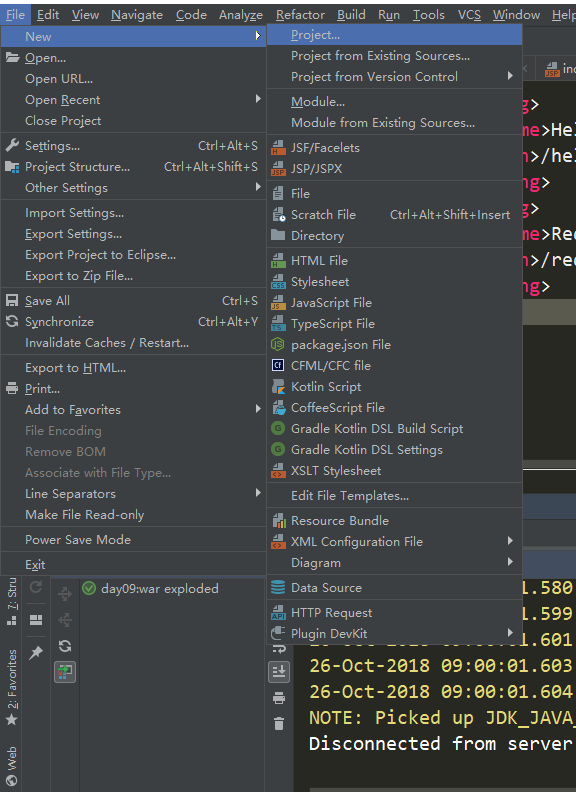 File Edit View Navigate Code Analyze Refactor Build Run Tools VCS Window Help
New
Open...
Open URL...
Open Recent
Close Project
Settings... Ctrl+Alt+S
Project Structure... Ctrl+Alt+Shift+S
Other Settings
Import Settings...
Export Settings...
Export Project to Eclipse...
Export to Zip File...
Save All Ctrl+S
Synchronize Ctrl+Alt+Y
Invalidate Caches / Restart...
Export to HTML...
Print...
Add to Favorites
File Encoding
Remove BOM
Associate with File Type...
Line Separators
Make File Read-only
Power Save Mode
Exit
Project...
Project from Existing Sources...
Project from Version Control
Module...
Module from Existing Sources...
JSF/Facelets
JSP/JSPX
File
Scratch File Ctrl+Alt+Shift+Insert
Directory
HTML File
Stylesheet
JavaScript File
TypeScript File
package.json File
CFML/CFC file
Kotlin Script
CoffeeScript File
Gradle Kotlin DSL Build Script
Gradle Kotlin DSL Settings
XSLT Stylesheet
Edit File Templates...
Resource Bundle
XML Configuration File
Diagram
Data Source
HTTP Request
Plugin DevKit
ng>
me>Hel
n>/hel
ng>
g>
me>Rec
n>/rec
ng>
7: Stru
2: Favorites
Web
day09:war exploded
1.580
1.599
1.601
26-Oct-2018 09:00:01.603
26-Oct-2018 09:00:01.604
NOTE: Picked up JDK_JAVA_
Disconnected from server